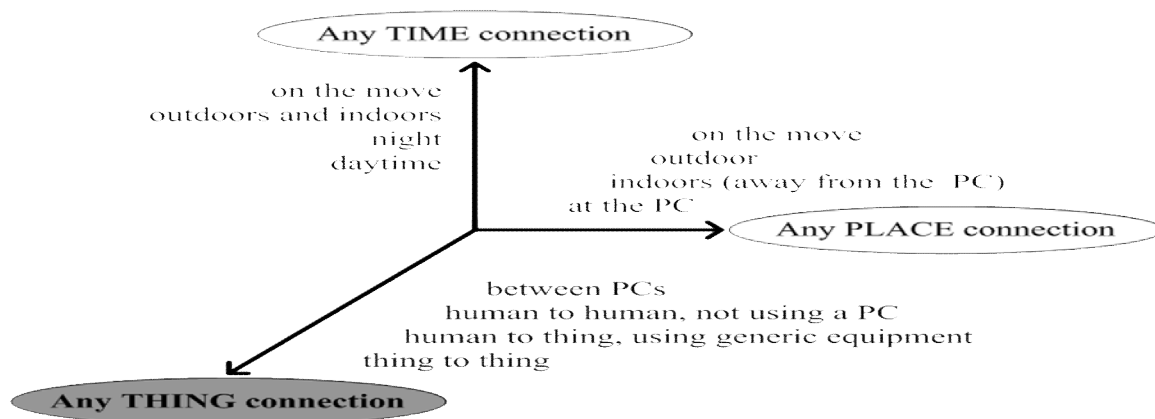 Any TIME connection
on the move
outdoors and indoors
night
daytime
on the move
outdoor
indoors (away from the PC)
at the PC
Any PLACE connection
between PCs
human to human, not using a PC
human to thing, using generic equipment
thing to thing
Any THING connection